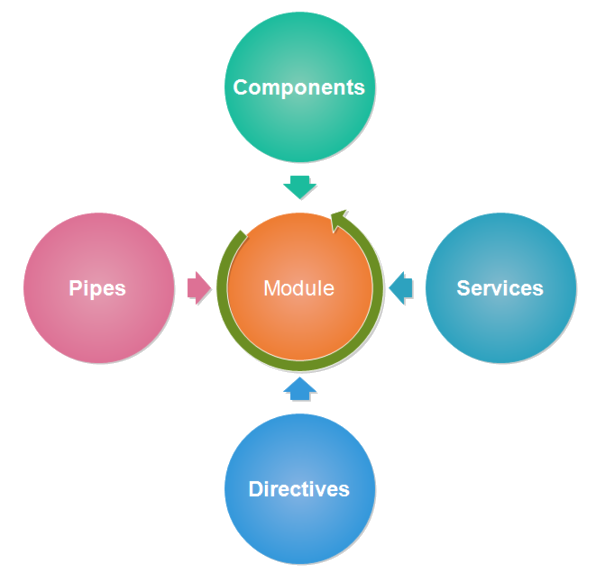 Components
Pipes
Module
Services
Directives